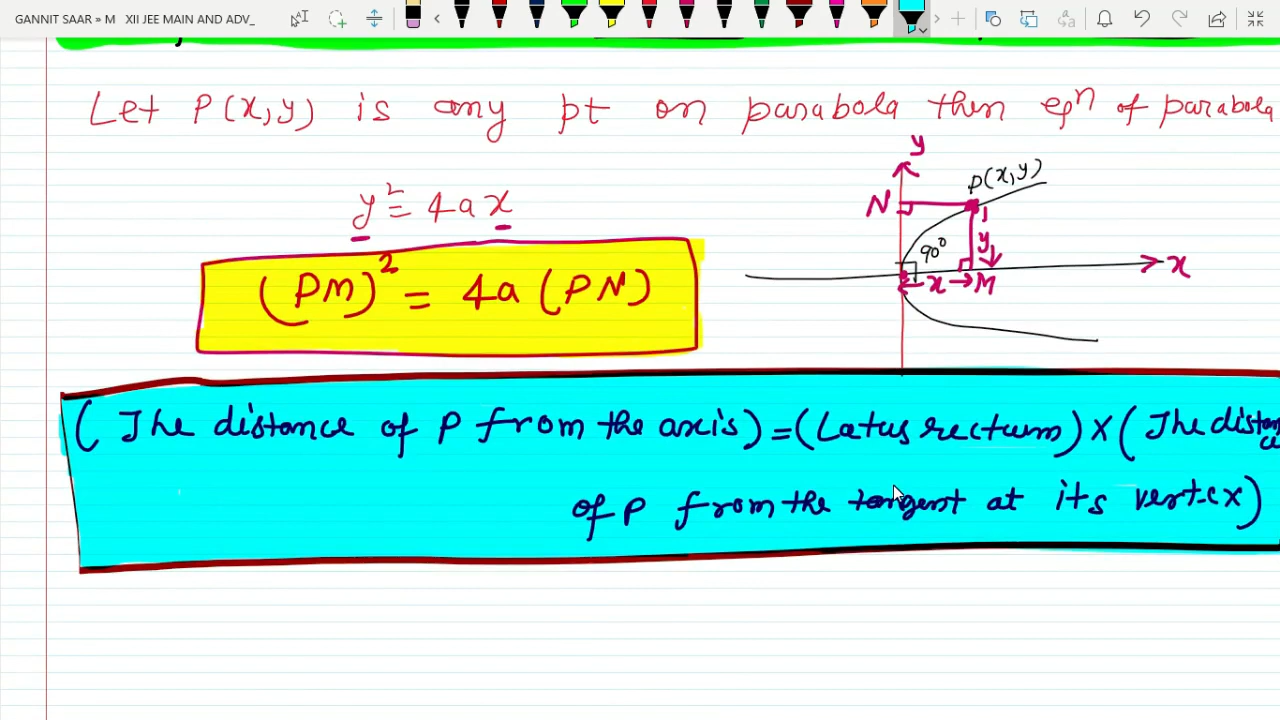 GANNIT SAAR » M XII JEE MAIN AND ADV_
Let P(x,y) is any pt on parabola then eqⁿ of parabola
y² = 4ax
(PM)² = 4a (PN)
y
P(x,y)
N
y
90°
x
x
M
(The distance of P from the axis) = (Latus rectum) × (The distance
of P from the tangent at its vertex)